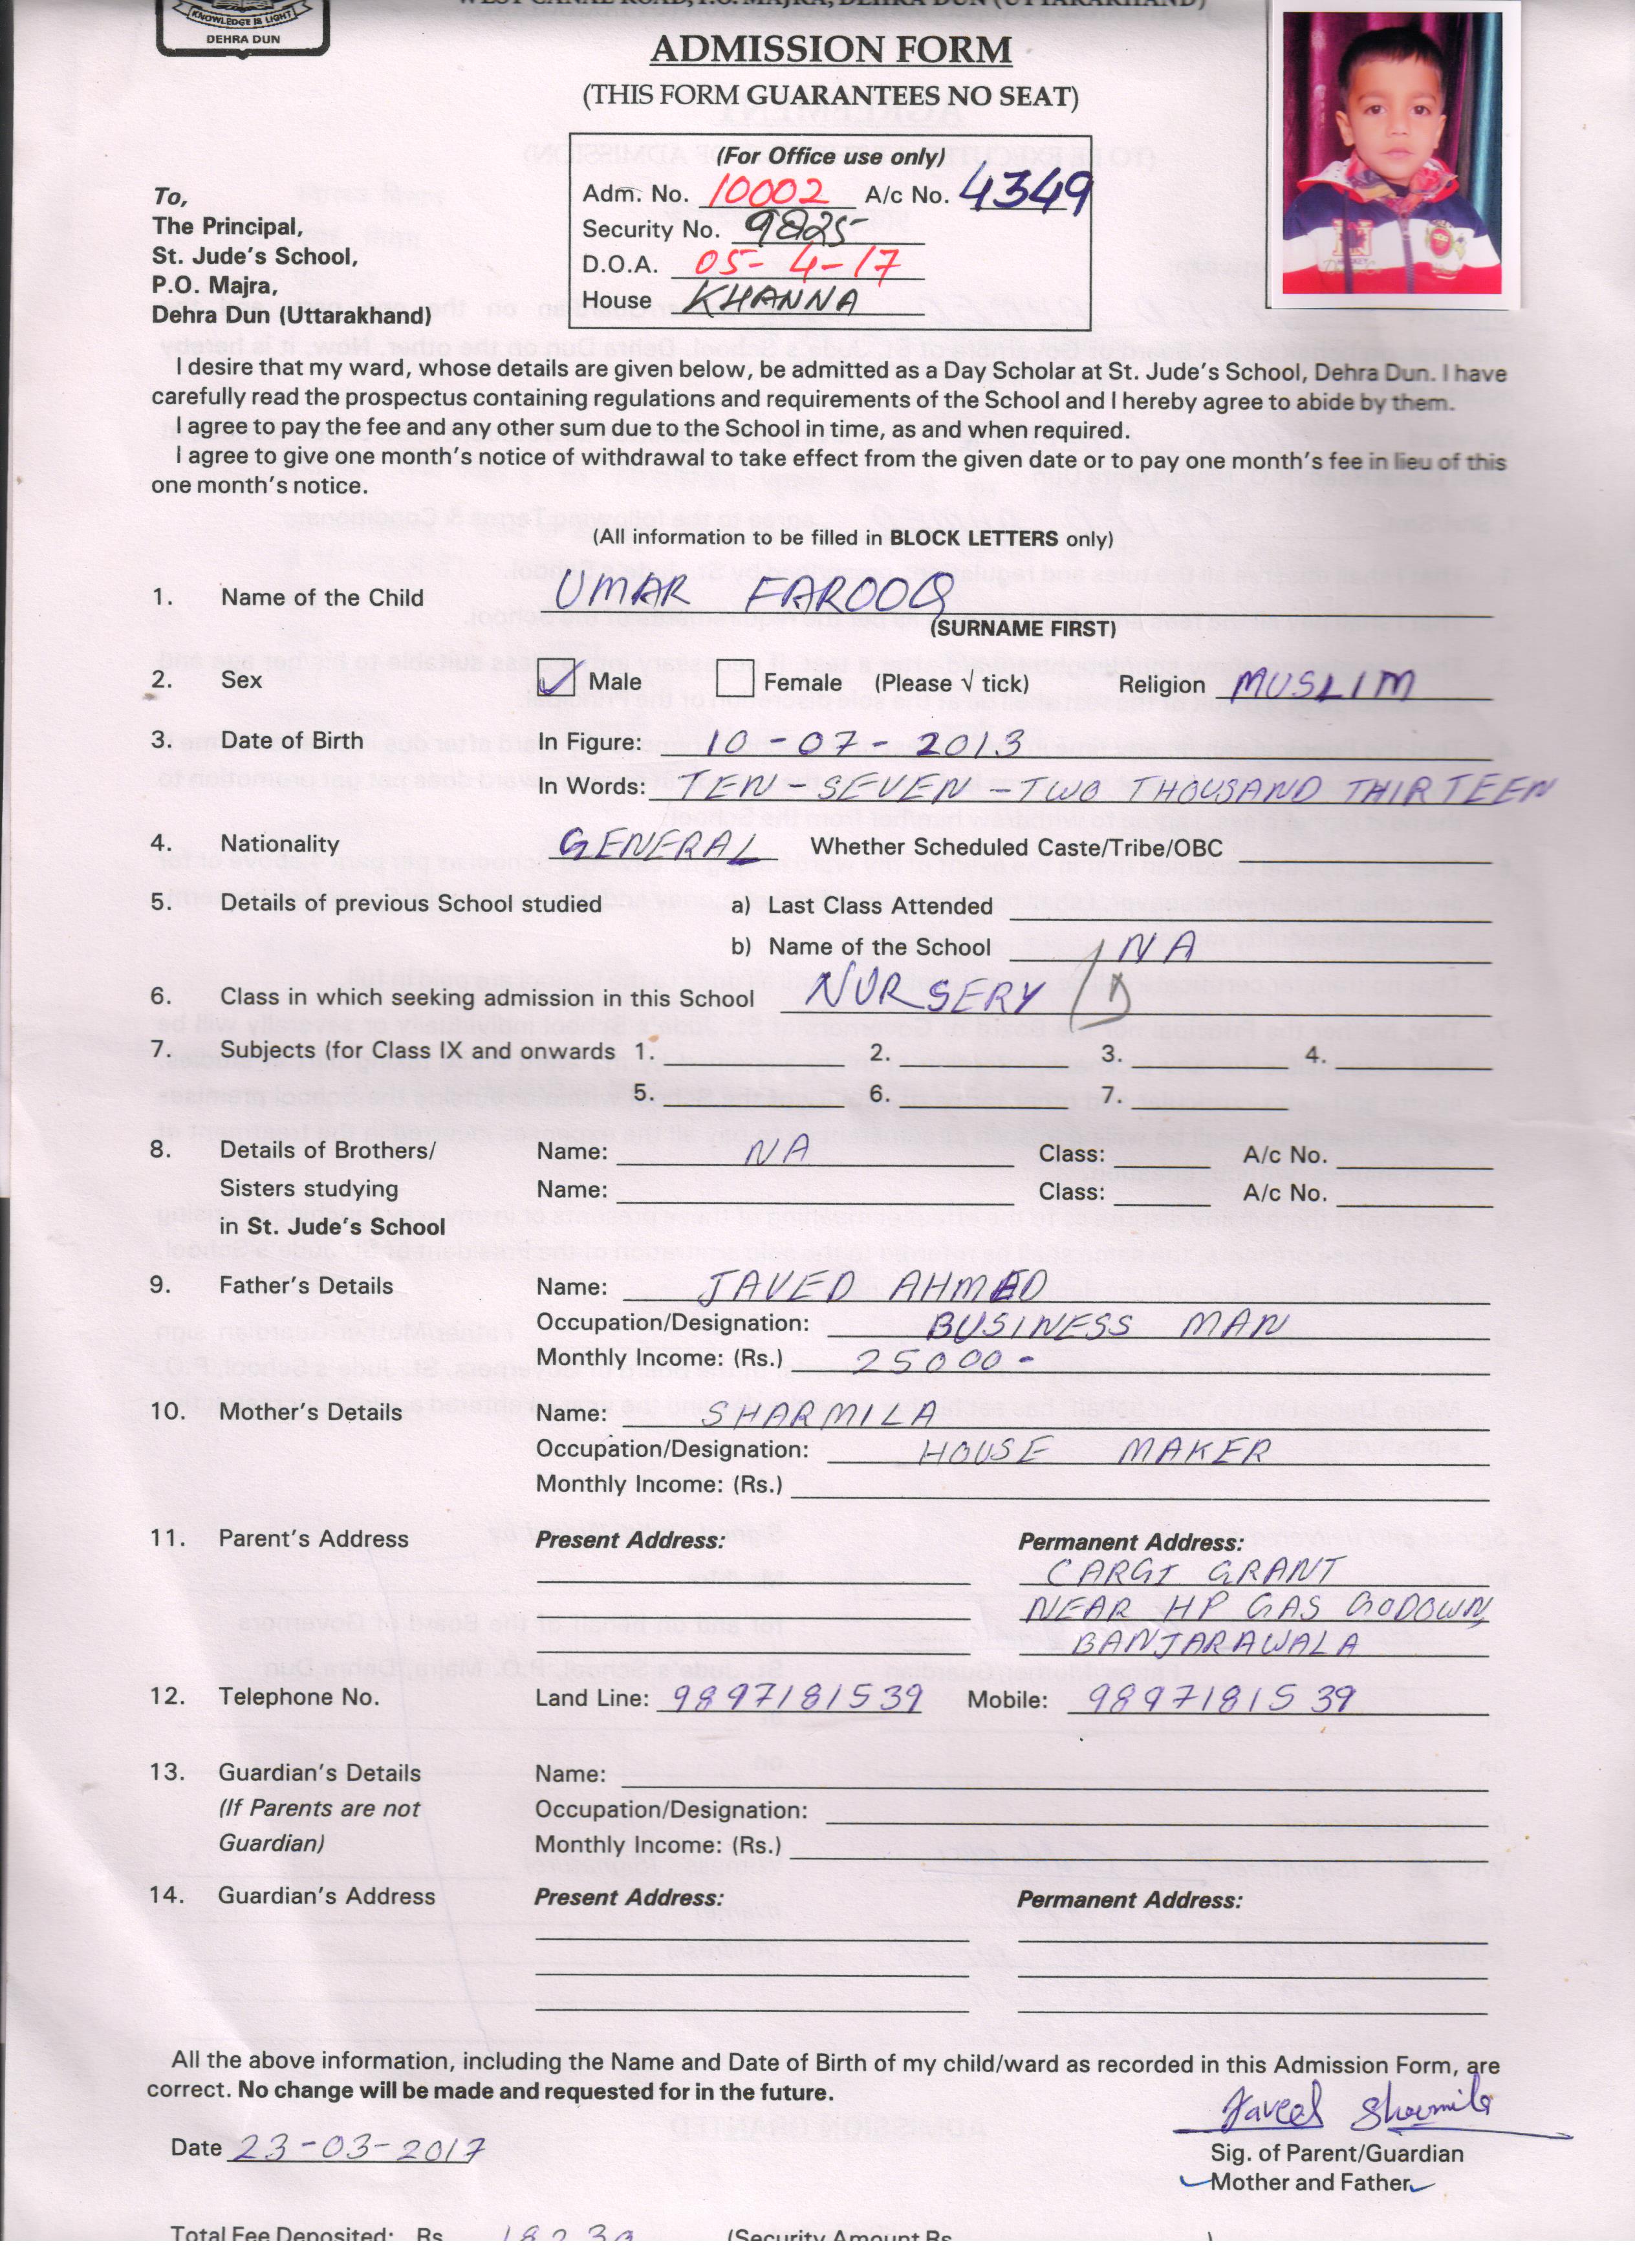 KNOWLEDGE IS LIGHT
DEHRA DUN
WEST CANAL ROAD, P.O. MAJRA, DEHRA DUN (UTTARAKHAND)
ADMISSION FORM
(THIS FORM GUARANTEES NO SEAT)
(For Office use only)
Adm. No. 10002 A/c No. 4349
Security No. 9825
D.O.A. 05-4-17
House KHANNA
To,
The Principal,
St. Jude's School,
P.O. Majra,
Dehra Dun (Uttarakhand)
I desire that my ward, whose details are given below, be admitted as a Day Scholar at St. Jude's School, Dehra Dun. I have
carefully read the prospectus containing regulations and requirements of the School and I hereby agree to abide by them.
I agree to pay the fee and any other sum due to the School in time, as and when required.
I agree to give one month's notice of withdrawal to take effect from the given date or to pay one month's fee in lieu of this
one month's notice.
(All information to be filled in BLOCK LETTERS only)
1. Name of the Child UMAR FAROOQ
(SURNAME FIRST)
2. Sex Male Female (Please √ tick) Religion MUSLIM
3. Date of Birth In Figure: 10-07-2013
In Words: TEN-SEVEN-TWO THOUSAND THIRTEEN
4. Nationality GENERAL Whether Scheduled Caste/Tribe/OBC
5. Details of previous School studied a) Last Class Attended
b) Name of the School NA
6. Class in which seeking admission in this School NURSERY / D
7. Subjects (for Class IX and onwards 1. 2. 3. 4.
5. 6. 7.
8. Details of Brothers/ Name: NA Class: A/c No.
Sisters studying Name: Class: A/c No.
in St. Jude's School
9. Father's Details Name: JAVED AHMED
Occupation/Designation: BUSINESS MAN
Monthly Income: (Rs.) 25000-
10. Mother's Details Name: SHARMILA
Occupation/Designation: HOUSE MAKER
Monthly Income: (Rs.)
11. Parent's Address Present Address: Permanent Address:
CARGI GRANT
NEAR HP GAS GODOWN,
BANJARAWALA
12. Telephone No. Land Line: 9897181539 Mobile: 9897181539
13. Guardian's Details Name:
(If Parents are not Occupation/Designation:
Guardian) Monthly Income: (Rs.)
14. Guardian's Address Present Address: Permanent Address:
All the above information, including the Name and Date of Birth of my child/ward as recorded in this Admission Form, are
correct. No change will be made and requested for in the future.
Javed Sharmila
Date 23-03-2017
Sig. of Parent/Guardian
Mother and Father
Total Fee Deposited: Rs. (Security Amount Rs. )